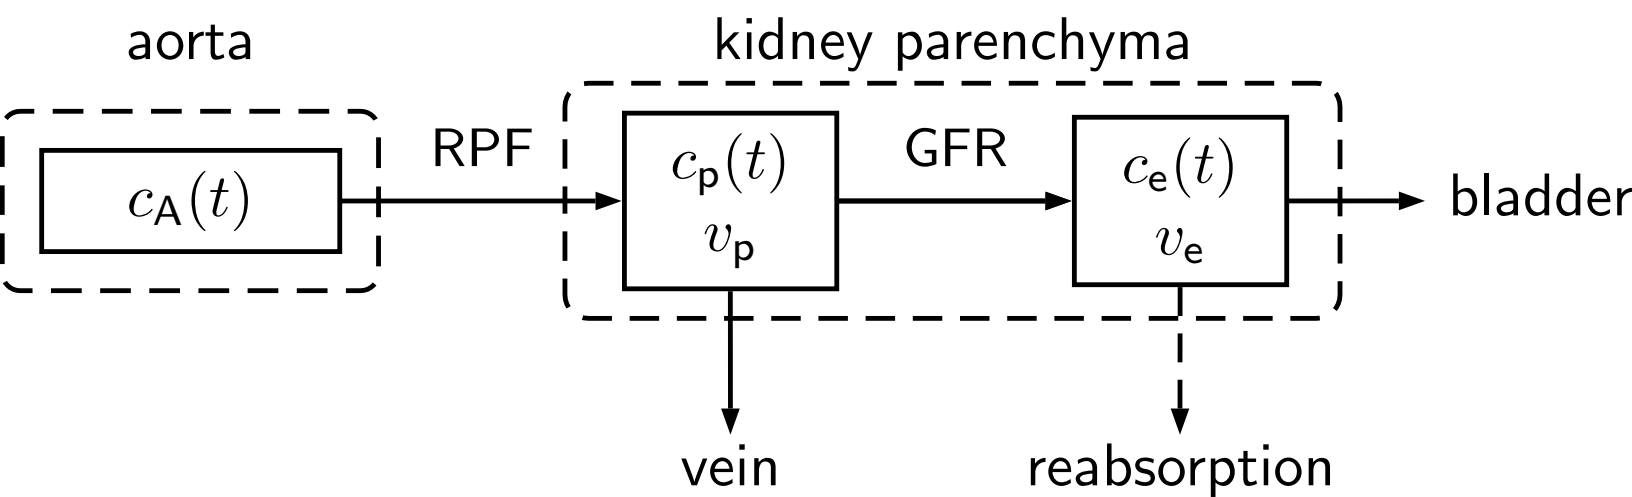 aorta
kidney parenchyma
RPF
GFR
c_A(t)
c_p(t)
v_p
c_e(t)
v_e
bladder
vein
reabsorption